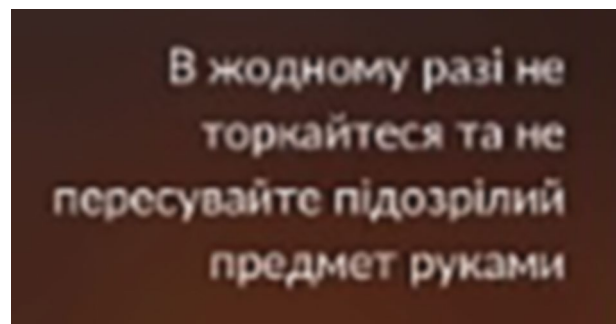 В жодному разі не
торкайтеся та не
пересувайте підозрілий
предмет руками